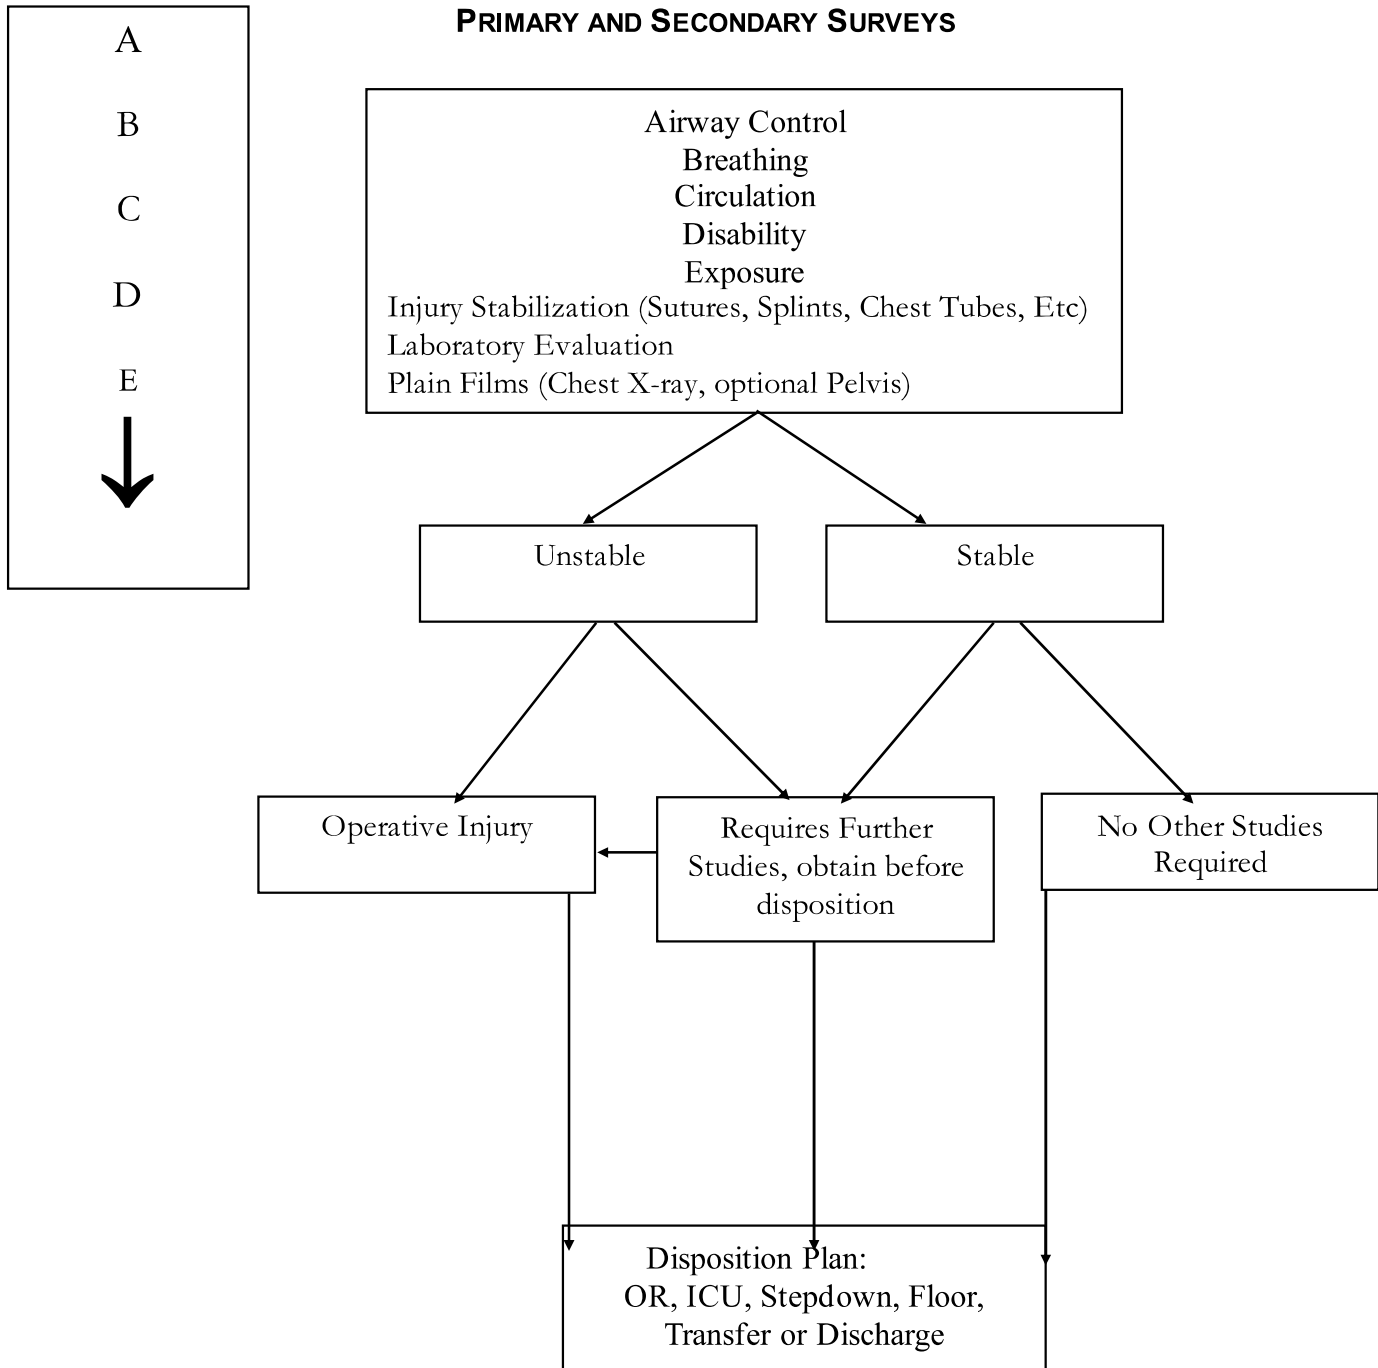 PRIMARY AND SECONDARY SURVEYS
A
B
C
D
E
Airway Control
Breathing
Circulation
Disability
Exposure
Injury Stabilization (Sutures, Splints, Chest Tubes, Etc)
Laboratory Evaluation
Plain Films (Chest X-ray, optional Pelvis)
Unstable
Stable
Operative Injury
Requires Further
Studies, obtain before
disposition
No Other Studies
Required
Disposition Plan:
OR, ICU, Stepdown, Floor,
Transfer or Discharge